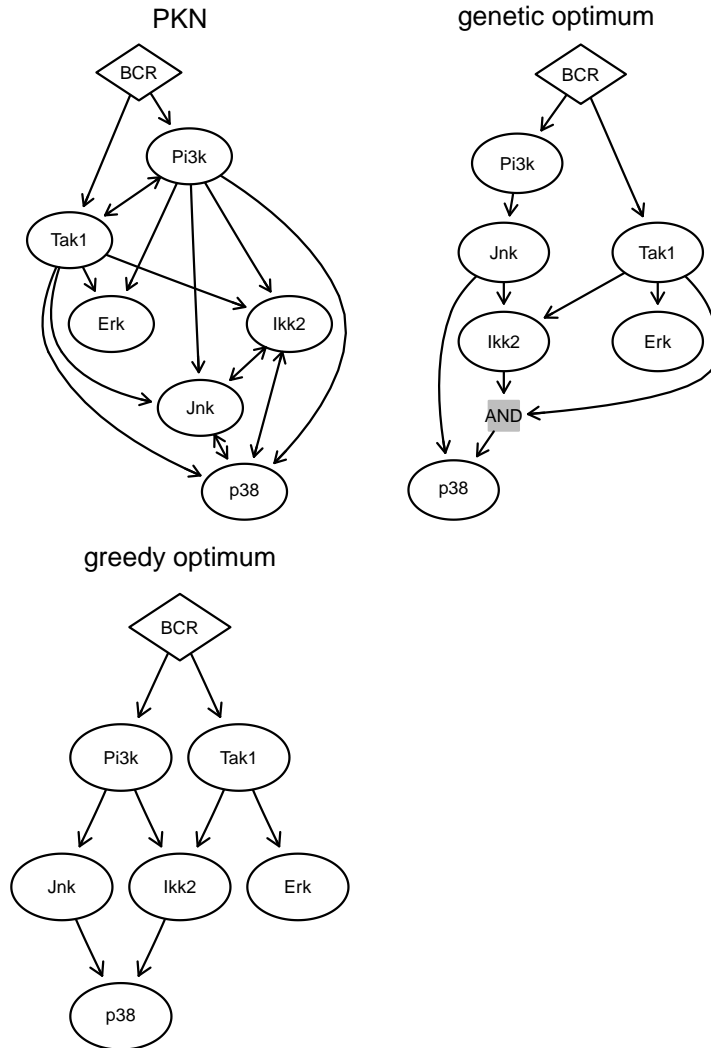 PKN
BCR
Pi3k
Tak1
Erk
Ikk2
Jnk
p38
genetic optimum
BCR
Pi3k
Jnk
Tak1
Ikk2
Erk
AND
p38
greedy optimum
BCR
Pi3k
Tak1
Jnk
Ikk2
Erk
p38